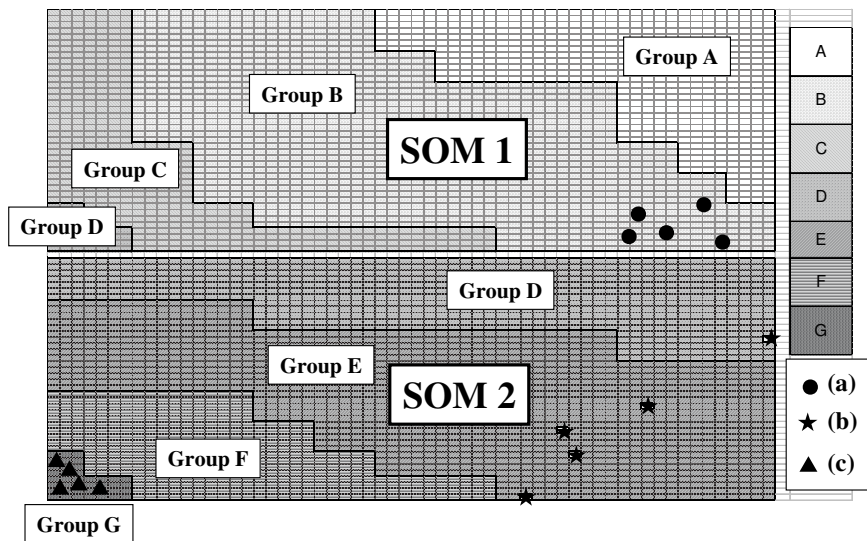 Group A
Group B
SOM 1
Group C
Group D
Group D
Group E
SOM 2
Group F
Group G
A
B
C
D
E
F
G
(a)
(b)
(c)